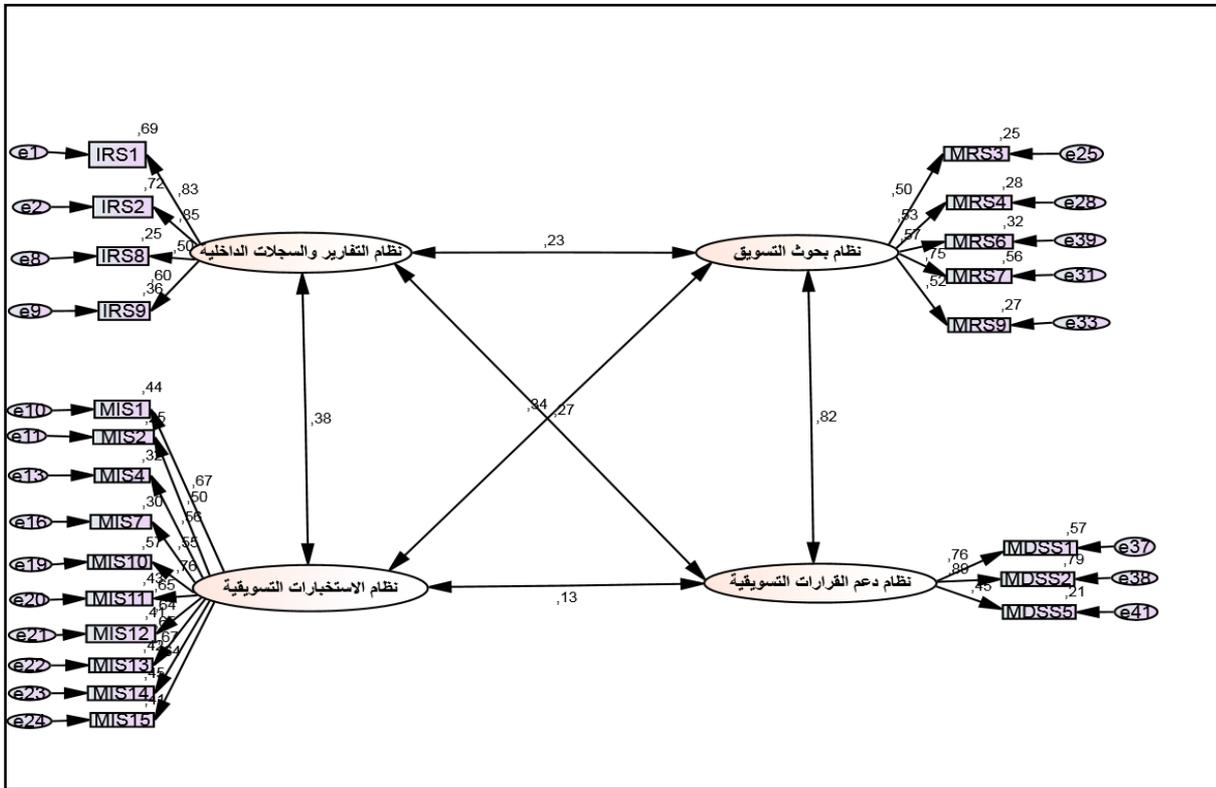 ,69
e1
IRS1
,72
,83
e2
IRS2
,85
,25
e8
IRS8
,50
,60
,36
e9
IRS9
نظام التفارير والسجلات الداخليه
,23
نظام بحوث التسويق
,25
MRS3
e25
,50
,28
MRS4
e28
,53
,32
MRS6
e39
,57
,56
MRS7
e31
,75
,27
MRS9
e33
,52
,38
,34
,27
,82
,44
e10
MIS1
e11
MIS2
,32
e13
MIS4
,67
,50
,56
,30
e16
MIS7
,55
,57
e19
MIS10
,76
,43
e20
MIS11
,65
,41
e21
MIS12
,64
,42
e22
MIS13
,67
,45
e23
MIS14
,64
,41
e24
MIS15
نظام الاستخبارات التسويقية
,13
نظام دعم القرارات التسويقية
,57
MDSS1
e37
,76
,79
MDSS2
e38
,89
,21
MDSS5
e41
,45